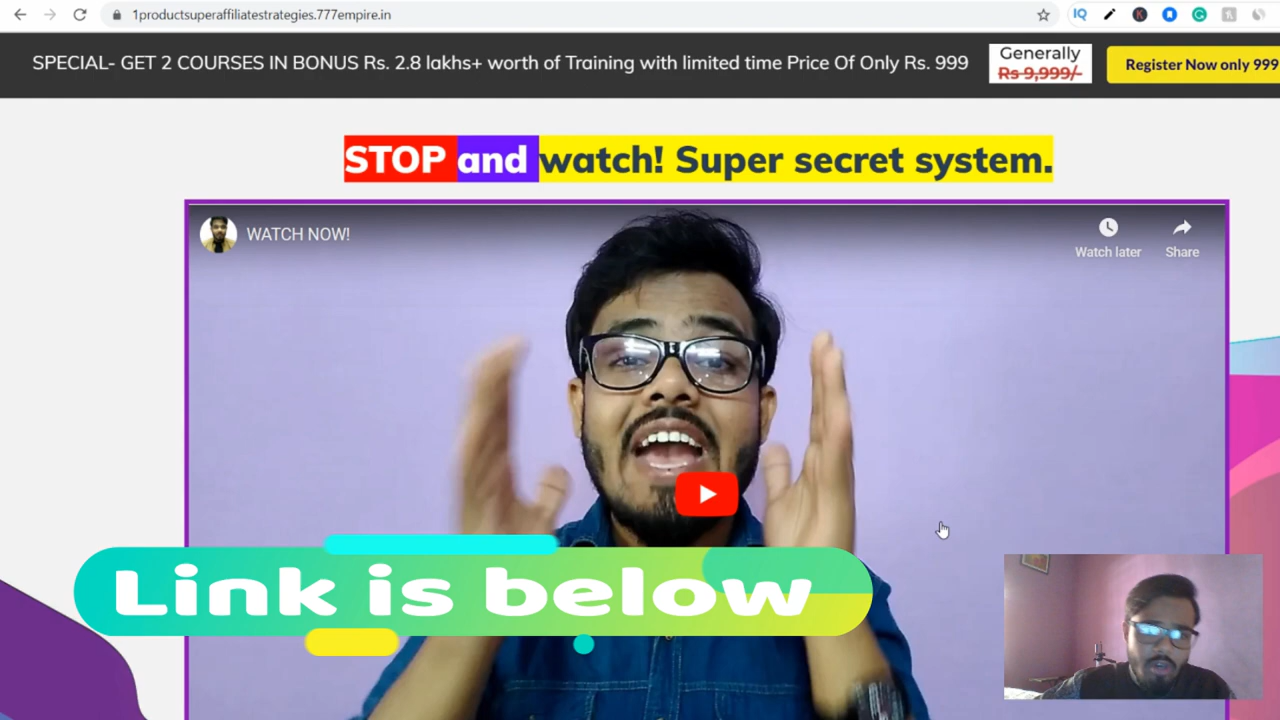 1productsuperaffiliatestrategies.777empire.in
IQ
SPECIAL- GET 2 COURSES IN BONUS Rs. 2.8 lakhs+ worth of Training with limited time Price Of Only Rs. 999
Generally
Rs 9,999/-
Register Now only 999
STOP and watch! Super secret system.
WATCH NOW!
Watch later
Share
Link is below